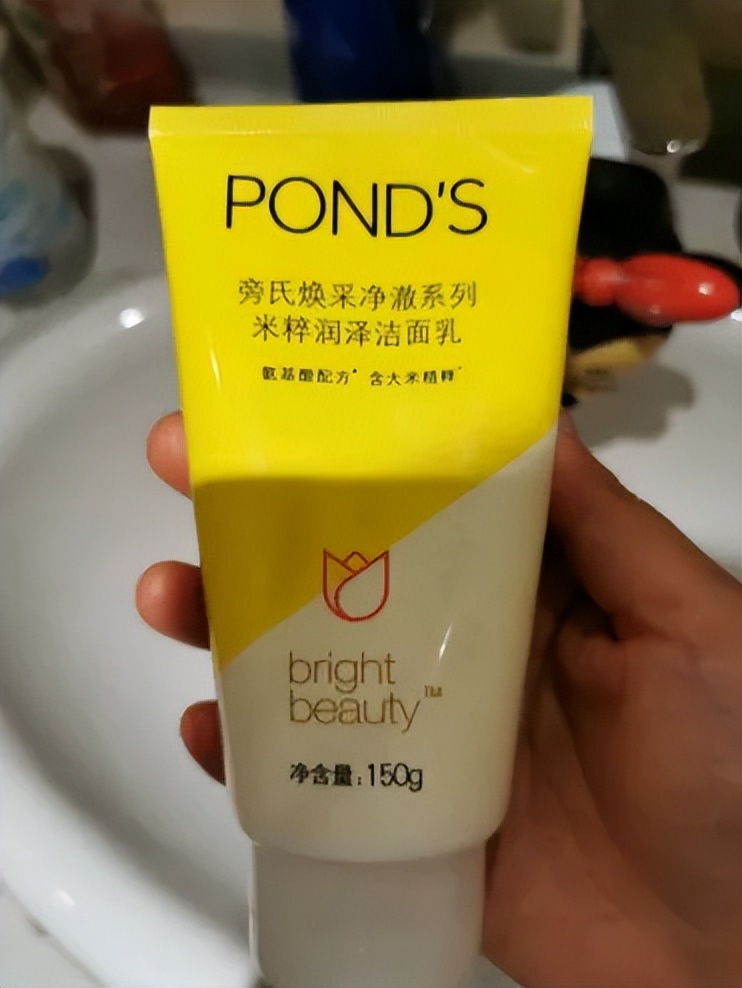 POND'S
旁氏焕采净澈系列
米粹润泽洁面乳
氨基酸配方* 含大米精粹*
bright
beauty™
净含量：150g